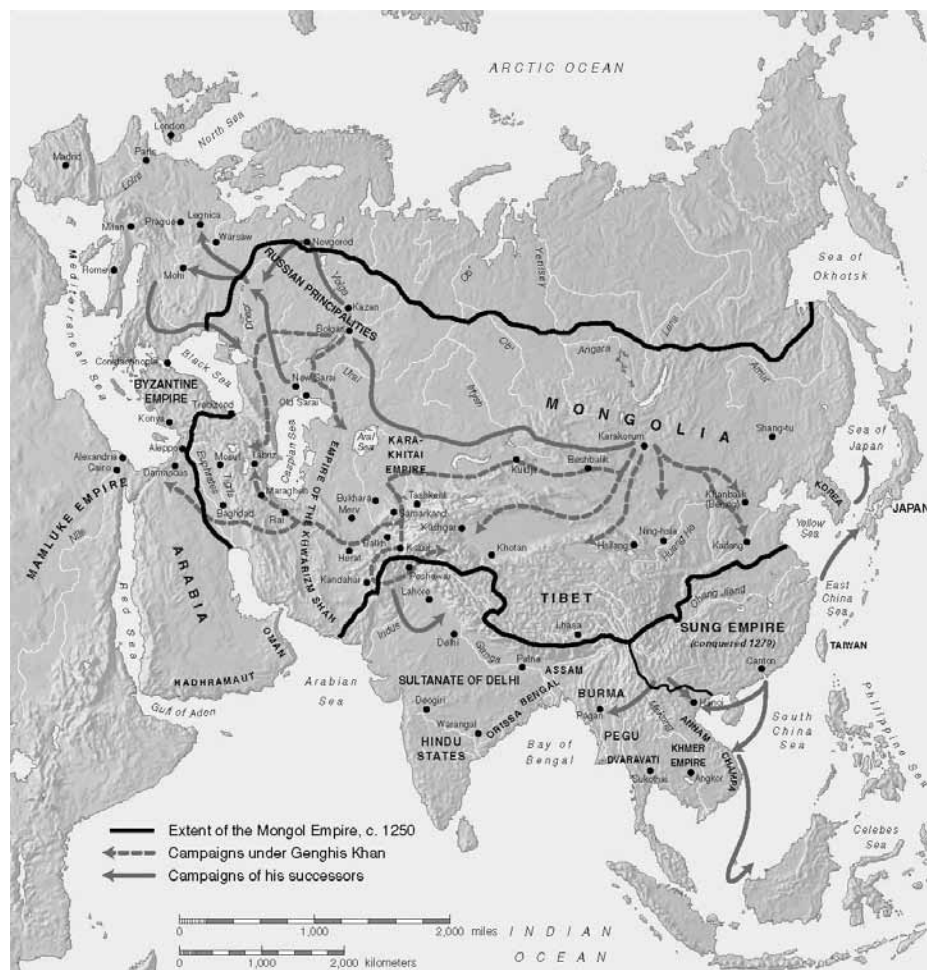 ARCTIC OCEAN
London
North Sea
Paris
Madrid
Loire
Prague
Legnica
Milan
Warsaw
Novgorod
Rome
Mohi
RUSSIAN PRINCIPALITIES
Volga
Kazan
Bolgar
Ob
Yenisey
Lena
Sea of
Okhotsk
Mediterranean Sea
Black Sea
Constantinople
BYZANTINE
EMPIRE
Trebizond
New Sarai
Old Sarai
Ural
Ob
Irtysh
Angara
Amur
MONGOLIA
Karakorum
Shang-tu
Sea of
Japan
Konya
Aleppo
Mosul
Tabriz
Caspian Sea
Aral
Sea
KARA-
KHITAI
EMPIRE
Kuldja
Beshbalik
Alexandria
Cairo
Damascus
Euphrates
Tigris
Maragheh
Baghdad
Rai
EMPIRE OF THE KHWARIZM SHAH
Bukhara
Merv
Tashkent
Samarkand
Kashgar
Balkh
Herat
Kabul
Khotan
Khanbalik
(Beijing)
KOREA
JAPAN
Ning-hsia
Huang Ho
Kaifeng
Yellow
Sea
MAMLUKE EMPIRE
Nile
ARABIA
Red Sea
Kandahar
Peshawar
Lahore
TIBET
Lhasa
Chang Jiang
East
China
Sea
SUNG EMPIRE
(conquered 1279)
TAIWAN
OMAN
HADHRAMAUT
Gulf of Aden
Arabian
Sea
Indus
Delhi
Ganga
Patna
ASSAM
SULTANATE OF DELHI
BENGAL
ORISSA
Deogiri
Warangal
HINDU
STATES
Bay of
Bengal
BURMA
Pagan
PEGU
DVARAVATI
Sukothai
Mekong
Hanoi
ANNAM
KHMER
EMPIRE
Angkor
CHAMPA
Canton
South
China
Sea
Philippine Sea
Celebes
Sea
Extent of the Mongol Empire, c. 1250
Campaigns under Genghis Khan
Campaigns of his successors
0 1,000 2,000 miles
0 1,000 2,000 kilometers
INDIAN
OCEAN